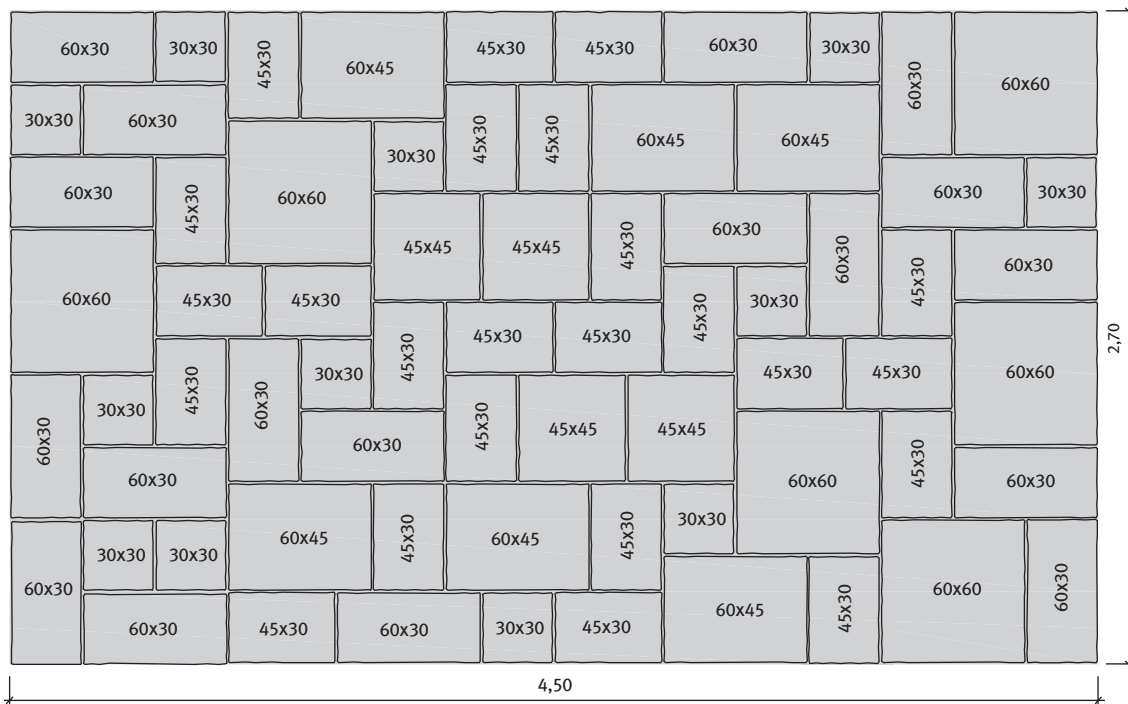 60x30 30x30 45x30 60x45 45x30 45x30 60x30 30x30 60x30 60x60
30x30 60x30 30x30 45x30 45x30 60x45 60x45
60x30 45x30 60x60 60x30 30x30
45x45 45x45 45x30 60x30 60x30
60x60 45x30 45x30 45x30 30x30 45x30 60x30
45x30 45x30 45x30 2,70
45x30 60x30 30x30 45x30 45x30 60x60
60x30 30x30 60x30 45x30 45x45 45x45
60x30 60x60 45x30 60x30
60x45 45x30 60x45 45x30 30x30
60x30 30x30 30x30 60x60 60x30
60x30 45x30 60x30 30x30 45x30 60x45 45x30
4,50